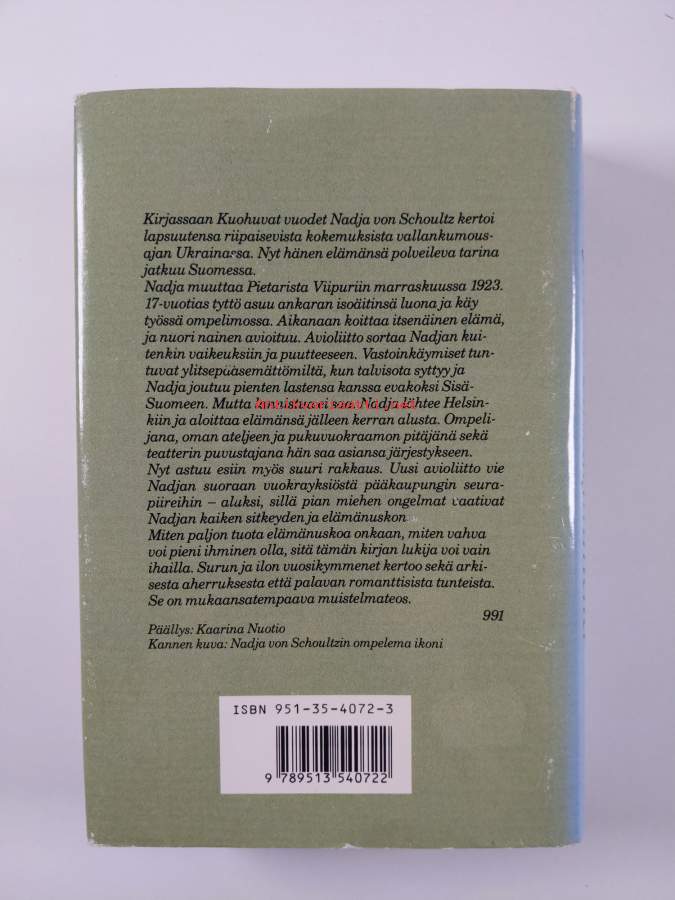 Kirjassaan Kuohuvat vuodet Nadja von Schoultz kertoi
lapsuutensa riipaisevista kokemuksista vallankumous-
ajan Ukrainassa. Nyt hänen elämänsä polveileva tarina
jatkuu Suomessa.
Nadja muuttaa Pietarista Viipuriin marraskuussa 1923.
17-vuotias tyttö asuu ankaran isoäitinsä luona ja käy
työssä ompelimossa. Aikanaan koittaa itsenäinen elämä,
ja nuori nainen avioituu. Avioliitto sortaa Nadjan kui-
tenkin vaikeuksiin ja puutteeseen. Vastoinkäymiset tun-
tuvat ylitsepääsemättömiltä, kun talvisota syttyy ja
Nadja joutuu pienten lastensa kanssa evakoksi Sisä-
Suomeen. Mutta onnistuu sen Nadja lähtee Helsin-
kiin ja aloittaa elämänsä jälleen kerran alusta. Ompeli-
jana, oman ateljeen ja pukuvuokraamon pitäjänä sekä
teatterin puvustajana hän saa asiansa järjestykseen.
Nyt astuu esiin myös suuri rakkaus. Uusi avioliitto vie
Nadjan suoraan vuokrayksiöstä pääkaupungin seura-
piireihin – aluksi, sillä pian miehen ongelmat vaativat
Nadjan kaiken sitkeyden ja elämänuskon
Miten paljon tuota elämänuskoa onkaan, miten vahva
voi pieni ihminen olla, sitä tämän kirjan lukija voi vain
ihailla. Surun ja ilon vuosikymmenet kertoo sekä arki-
sesta aherruksesta että palavan romanttisista tunteista.
Se on mukaansatempaava muistelmateos.
991
Päällys: Kaarina Nuotio
Kannen kuva: Nadja von Schoultzin ompelema ikoni
ISBN 951-35-4072-3
9 789513 540722